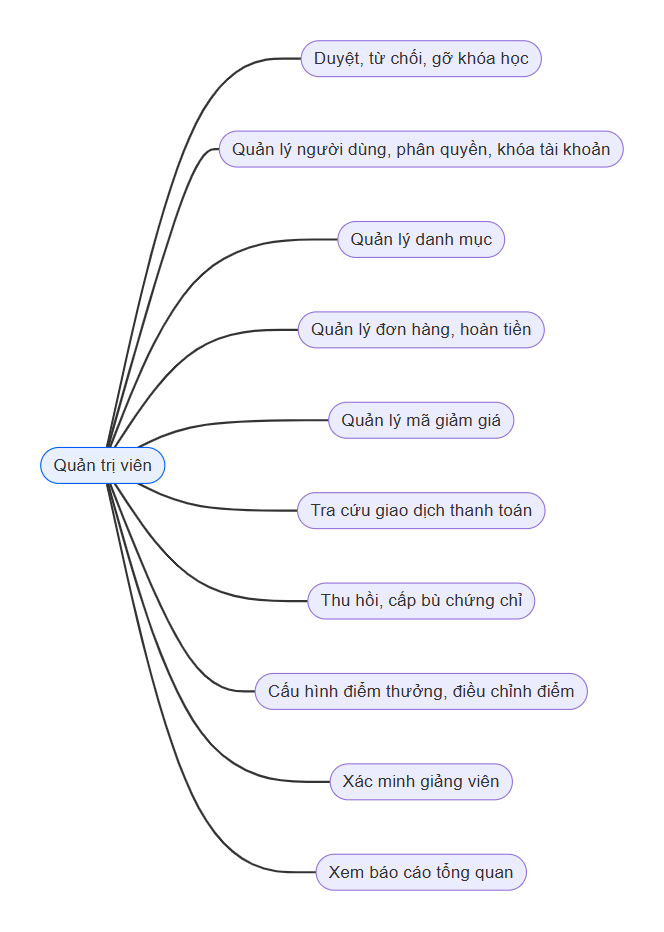 Duyệt, từ chối, gỡ khóa học
Quản lý người dùng, phân quyền, khóa tài khoản
Quản lý danh mục
Quản lý đơn hàng, hoàn tiền
Quản lý mã giảm giá
Quản trị viên
Tra cứu giao dịch thanh toán
Thu hồi, cấp bù chứng chỉ
Cấu hình điểm thưởng, điều chỉnh điểm
Xác minh giảng viên
Xem báo cáo tổng quan